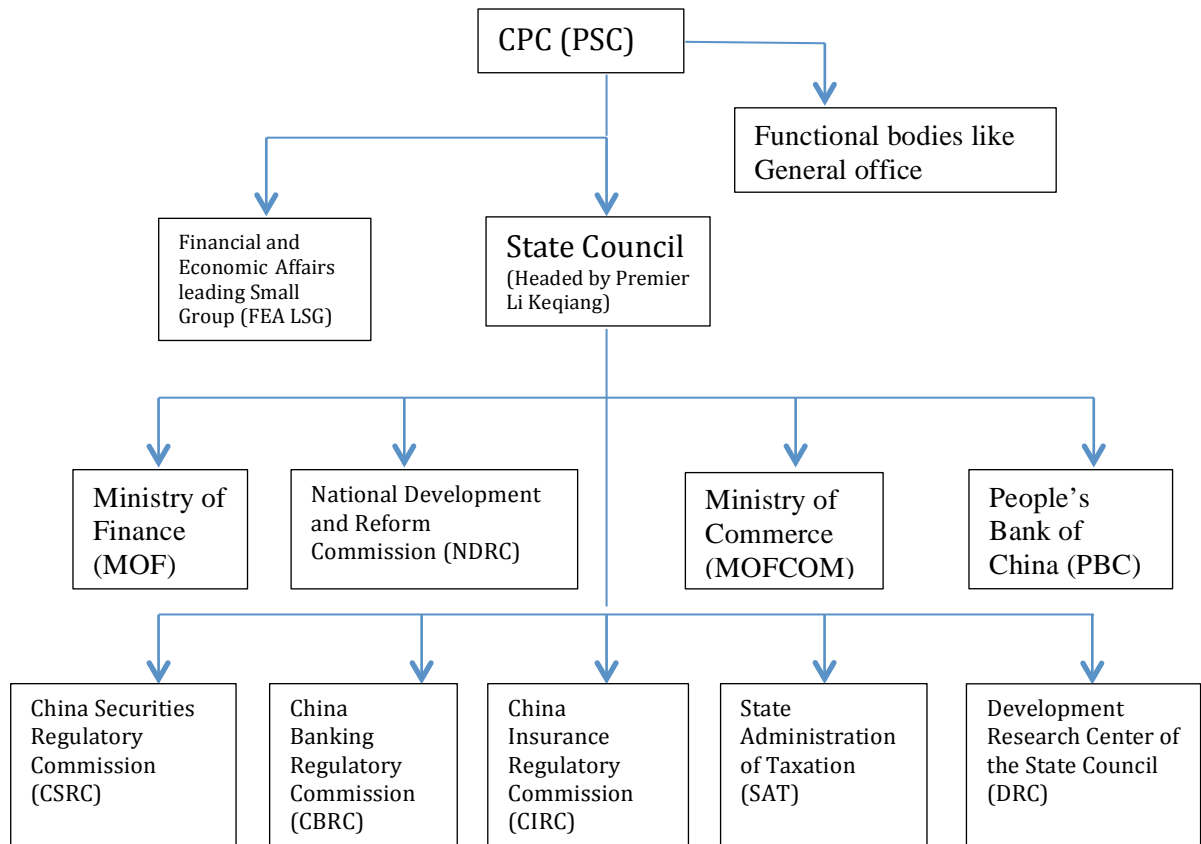 CPC (PSC)
Functional bodies like
General office
Financial and
Economic Affairs
leading Small
Group (FEA LSG)
State Council
(Headed by Premier
Li Keqiang)
Ministry of
Finance
(MOF)
National Development
and Reform
Commission (NDRC)
Ministry of
Commerce
(MOFCOM)
People’s
Bank of
China (PBC)
China Securities
Regulatory
Commission
(CSRC)
China
Banking
Regulatory
Commission
(CBRC)
China
Insurance
Regulatory
Commission
(CIRC)
State
Administration
of Taxation
(SAT)
Development
Research Center of
the State Council
(DRC)